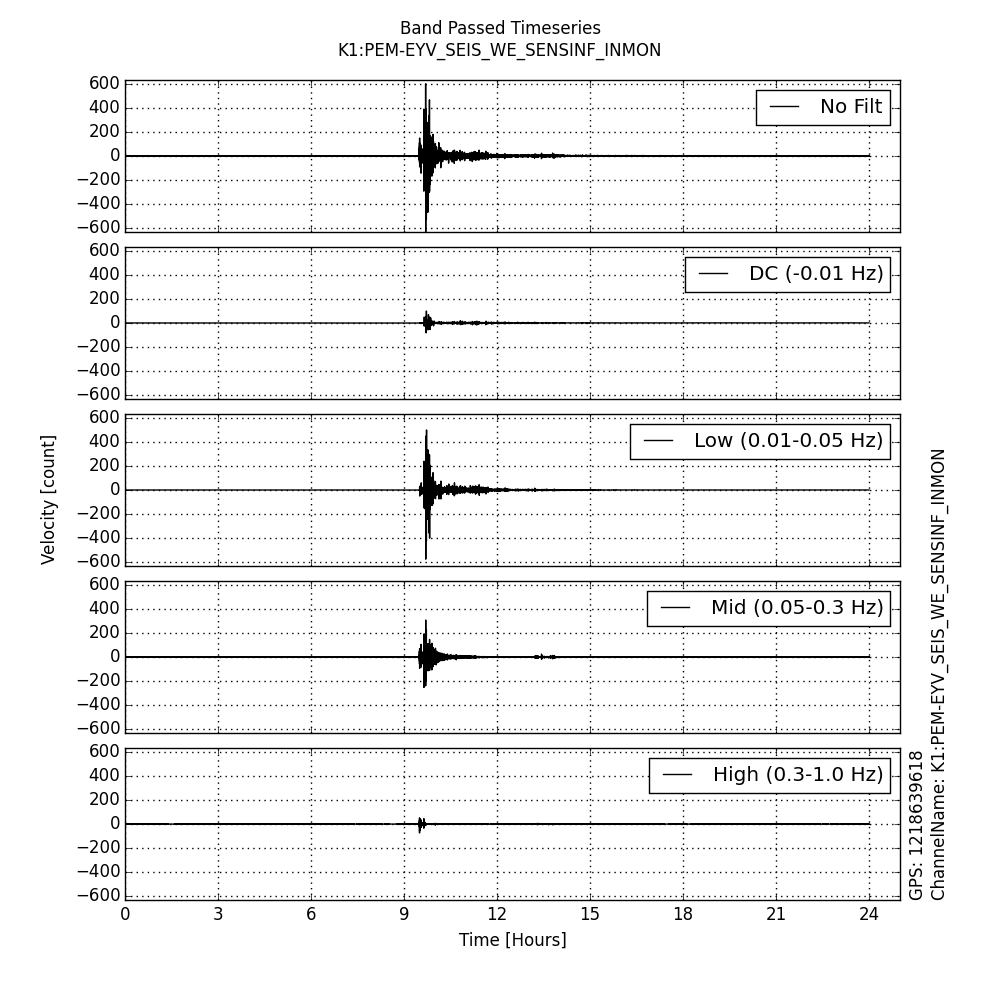 Band Passed Timeseries
K1:PEM-EYV_SEIS_WE_SENSINF_INMON
600
400
200
0
−200
−400
−600
No Filt
600
400
200
0
−200
−400
−600
DC (-0.01 Hz)
600
400
200
0
−200
−400
−600
Low (0.01-0.05 Hz)
600
400
200
0
−200
−400
−600
Mid (0.05-0.3 Hz)
600
400
200
0
−200
−400
−600
High (0.3-1.0 Hz)
0 3 6 9 12 15 18 21 24
Time [Hours]
Velocity [count]
GPS: 1218639618
ChannelName: K1:PEM-EYV_SEIS_WE_SENSINF_INMON